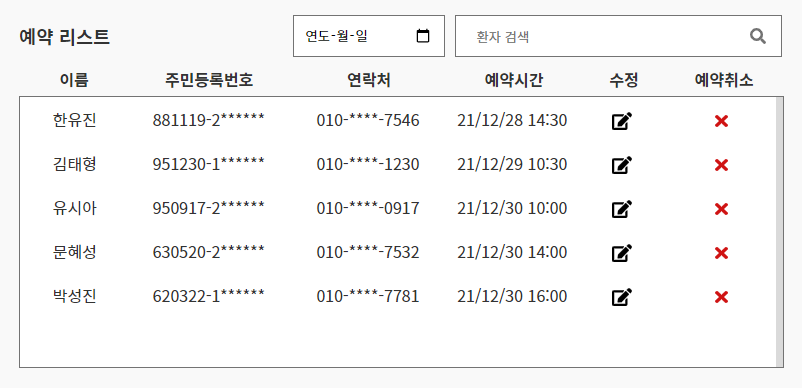 예약 리스트 연도-월-일 환자 검색
이름 주민등록번호 연락처 예약시간 수정 예약취소
한유진 881119-2****** 010-****-7546 21/12/28 14:30
김태형 951230-1****** 010-****-1230 21/12/29 10:30
유시아 950917-2****** 010-****-0917 21/12/30 10:00
문혜성 630520-2****** 010-****-7532 21/12/30 14:00
박성진 620322-1****** 010-****-7781 21/12/30 16:00